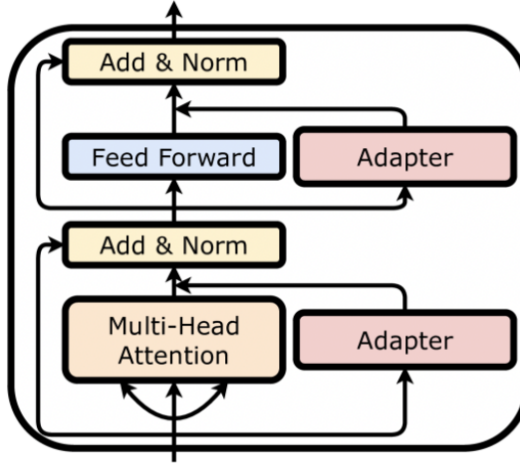 Add & Norm
Feed Forward
Adapter
Add & Norm
Multi-Head
Attention
Adapter